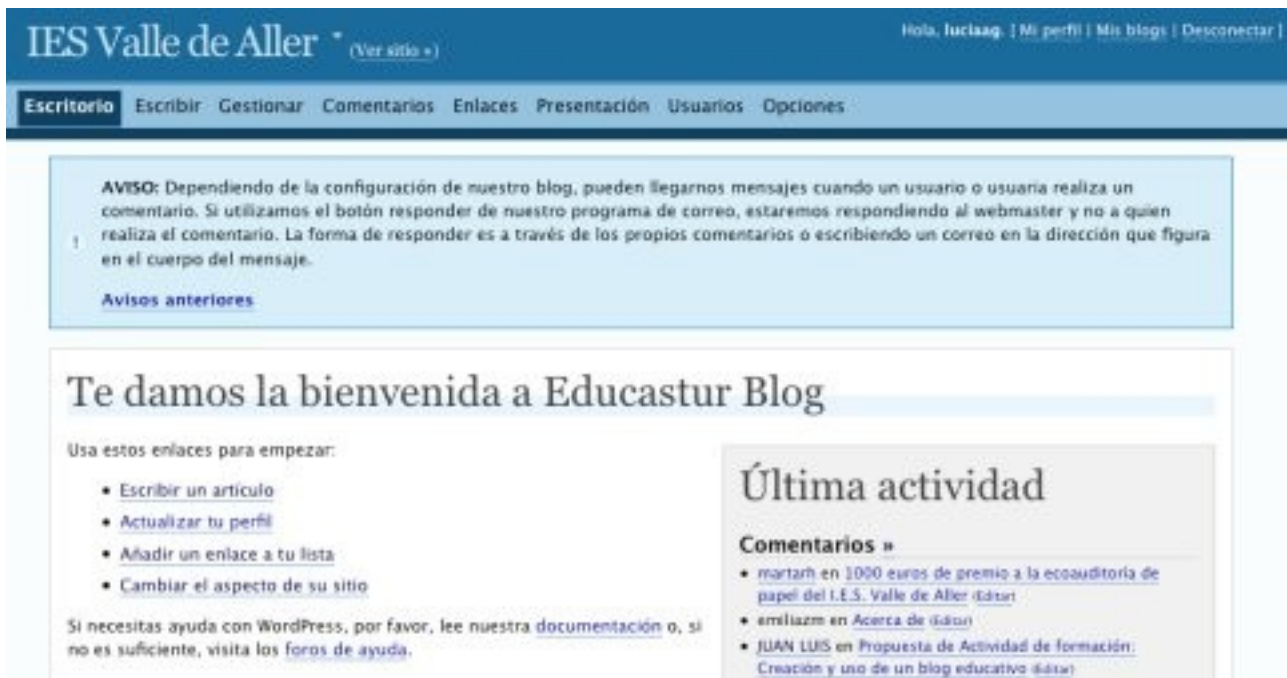 IES Valle de Aller (Ver sitio »)
Hola, luciaag. [ Mi perfil | Mis blogs | Desconectar ]
Escritorio Escribir Gestionar Comentarios Enlaces Presentación Usuarios Opciones
AVISO: Dependiendo de la configuración de nuestro blog, pueden llegarnos mensajes cuando un usuario o usuaria realiza un
comentario. Si utilizamos el botón responder de nuestro programa de correo, estaremos respondiendo al webmaster y no a quien
realiza el comentario. La forma de responder es a través de los propios comentarios o escribiendo un correo en la dirección que figura
en el cuerpo del mensaje.
Avisos anteriores
Te damos la bienvenida a Educastur Blog
Usa estos enlaces para empezar:
• Escribir un artículo
• Actualizar tu perfil
• Añadir un enlace a tu lista
• Cambiar el aspecto de su sitio
Si necesitas ayuda con WordPress, por favor, lee nuestra documentación o, si
no es suficiente, visita los foros de ayuda.
Última actividad
Comentarios »
• martarh en 1000 euros de premio a la ecoauditoría de
papel del I.E.S. Valle de Aller (Editar)
• emiliazm en Acerca de (Editar)
• JUAN LUIS en Propuesta de Actividad de formación:
Creación y uso de un blog educativo (Editar)